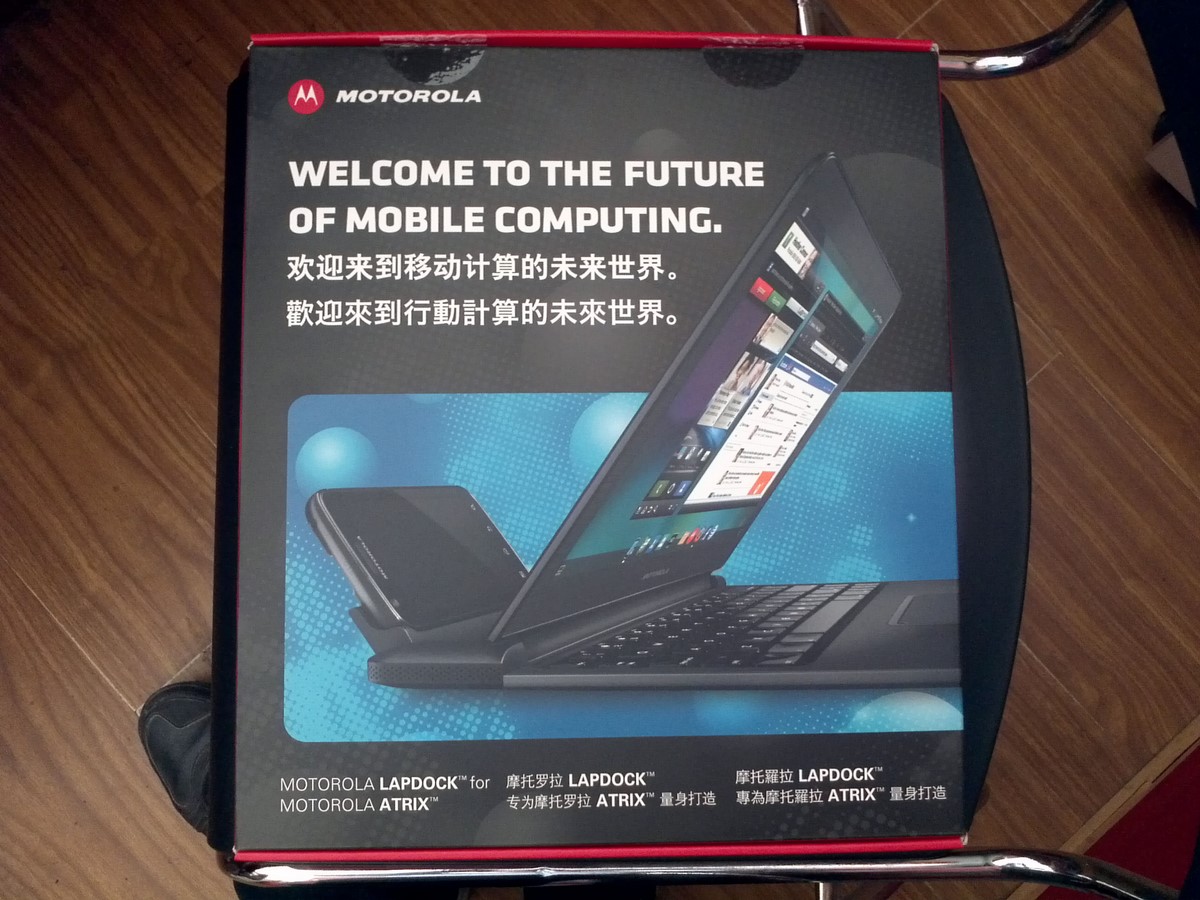 MOTOROLA
WELCOME TO THE FUTURE
OF MOBILE COMPUTING.
欢迎来到移动计算的未来世界。
歡迎來到行動計算的未來世界。
MOTOROLA LAPDOCK™ for
MOTOROLA ATRIX™
摩托罗拉 LAPDOCK™
专为摩托罗拉 ATRIX™ 量身打造
摩托羅拉 LAPDOCK™
專為摩托羅拉 ATRIX™ 量身打造